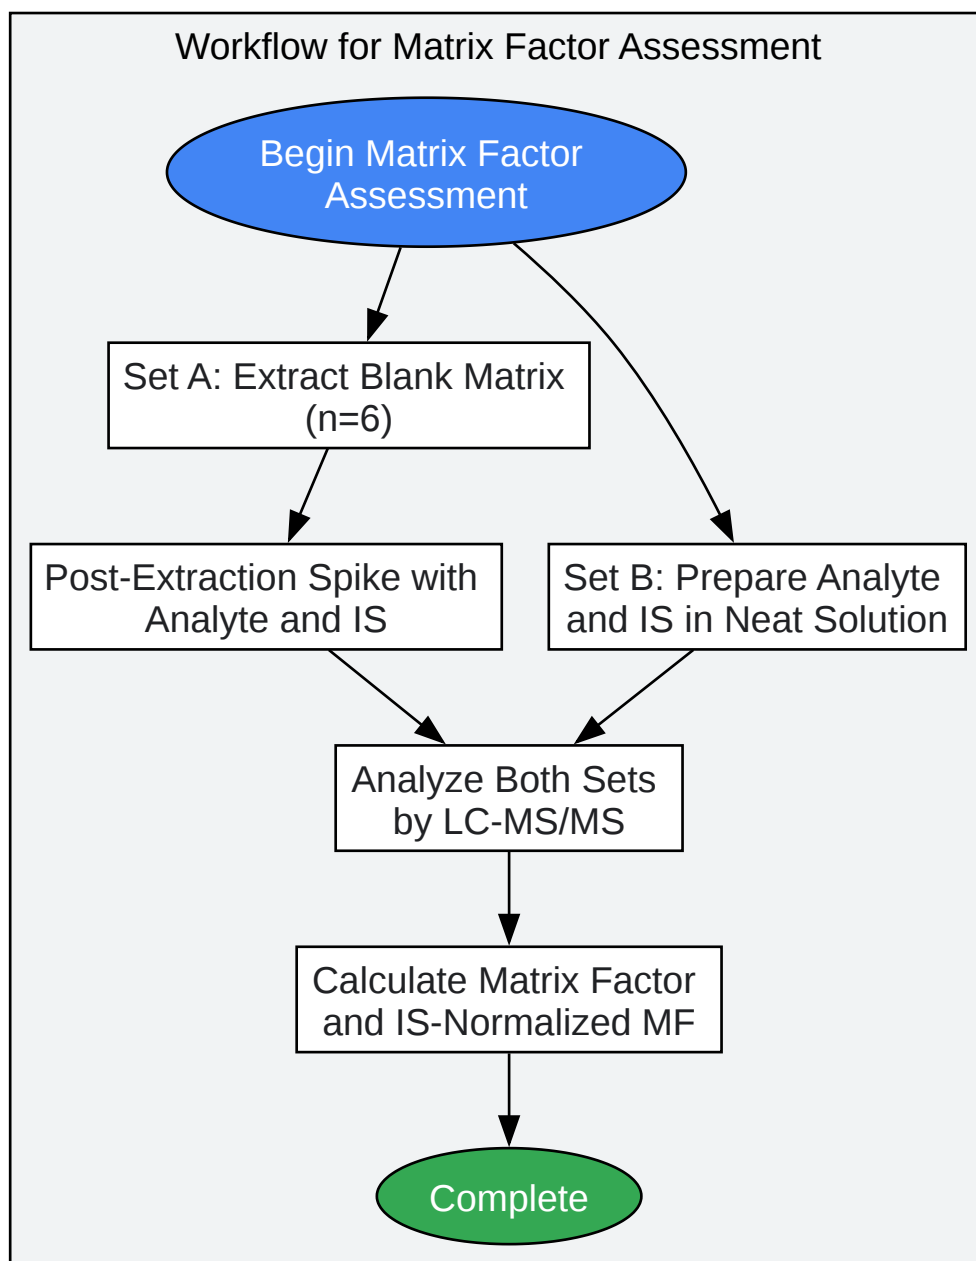 Workflow for Matrix Factor Assessment
Begin Matrix Factor
Assessment
Set A: Extract Blank Matrix
(n=6)
Post-Extraction Spike with
Analyte and IS
Set B: Prepare Analyte
and IS in Neat Solution
Analyze Both Sets
by LC-MS/MS
Calculate Matrix Factor
and IS-Normalized MF
Complete